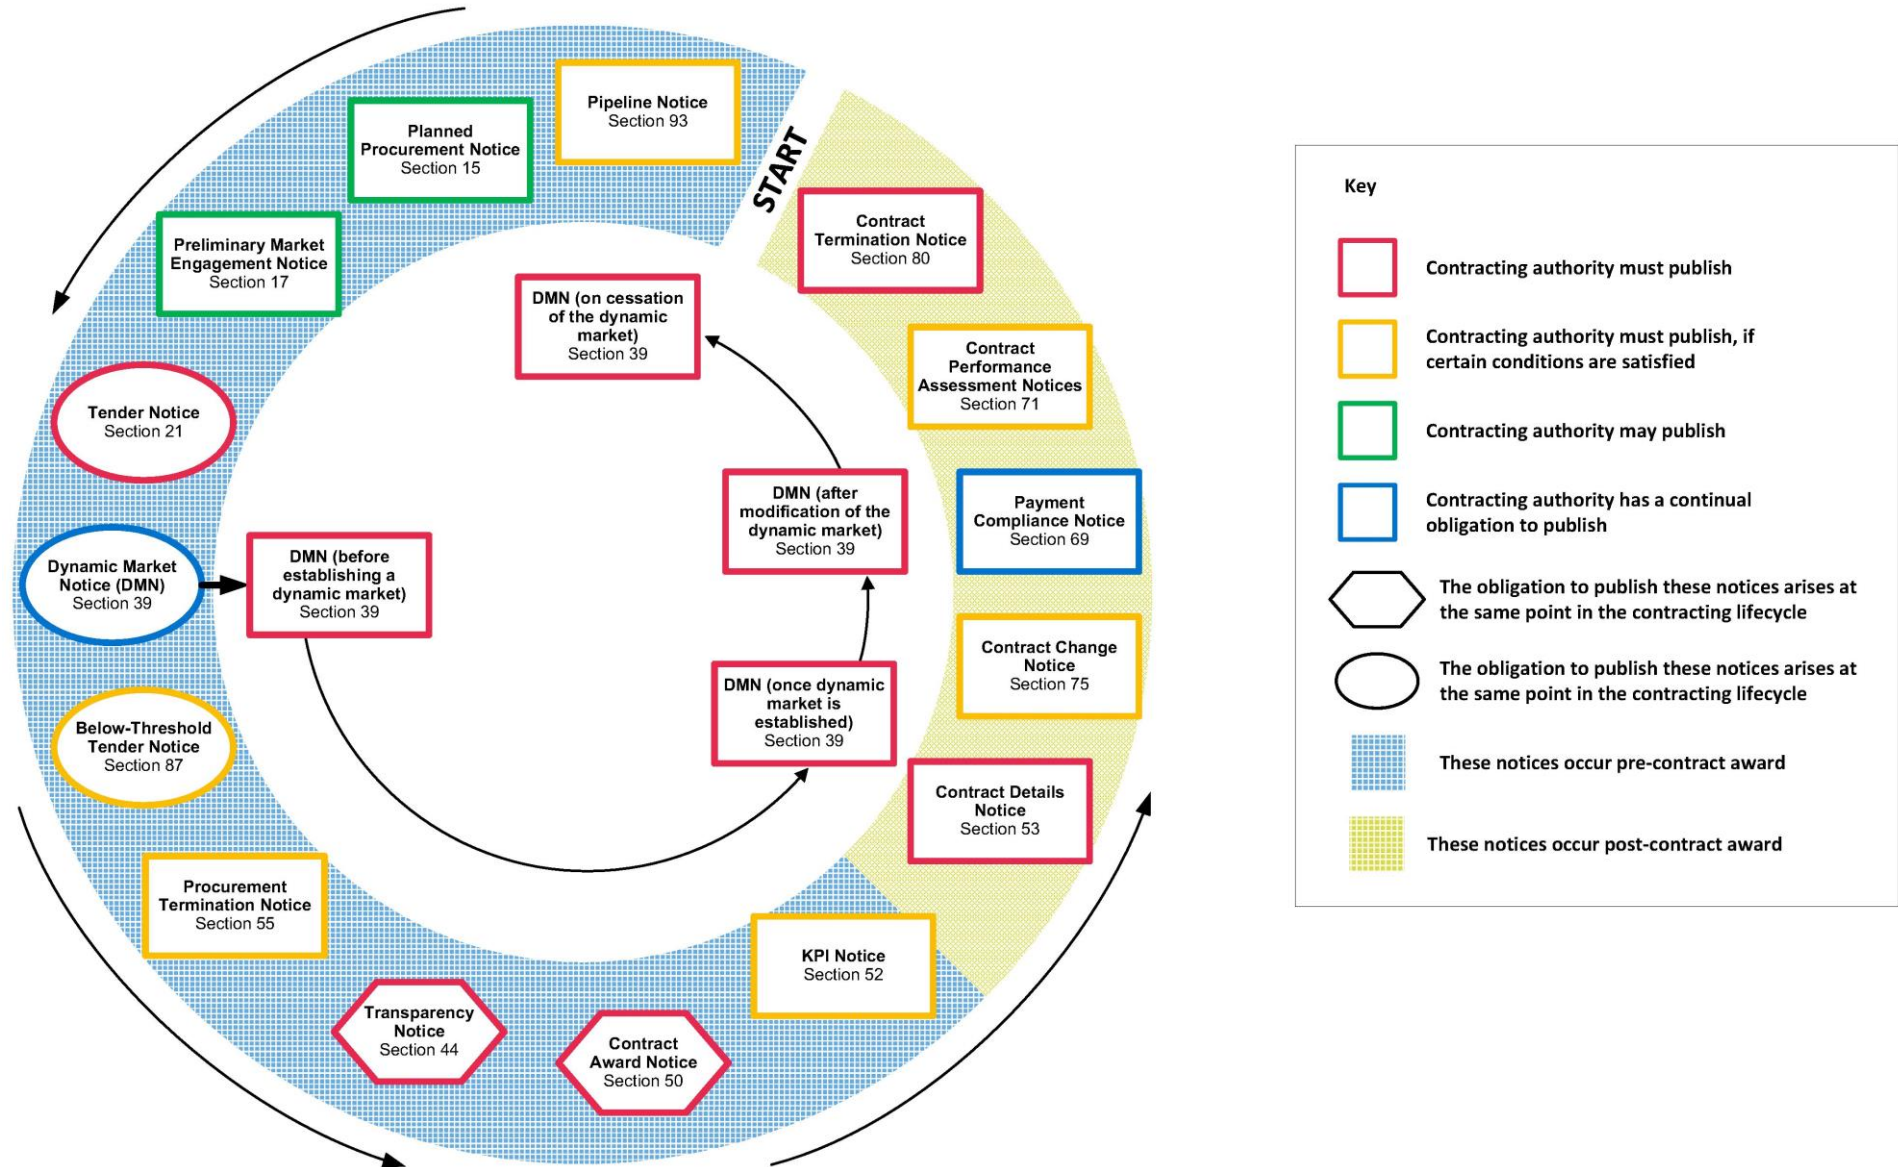 START
Pipeline Notice
Section 93
Planned
Procurement Notice
Section 15
Preliminary Market
Engagement Notice
Section 17
Tender Notice
Section 21
Dynamic Market
Notice (DMN)
Section 39
Below-Threshold
Tender Notice
Section 87
Procurement
Termination Notice
Section 55
Transparency
Notice
Section 44
Contract
Award Notice
Section 50
KPI Notice
Section 52
Contract Details
Notice
Section 53
Contract Change
Notice
Section 75
Payment
Compliance Notice
Section 69
Contract
Performance
Assessment Notices
Section 71
Contract
Termination Notice
Section 80
DMN (before
establishing a
dynamic market)
Section 39
DMN (once dynamic
market is
established)
Section 39
DMN (after
modification of the
dynamic market)
Section 39
DMN (on cessation
of the dynamic
market)
Section 39
Key
Contracting authority must publish
Contracting authority must publish, if
certain conditions are satisfied
Contracting authority may publish
Contracting authority has a continual
obligation to publish
The obligation to publish these notices arises at
the same point in the contracting lifecycle
The obligation to publish these notices arises at
the same point in the contracting lifecycle
These notices occur pre-contract award
These notices occur post-contract award